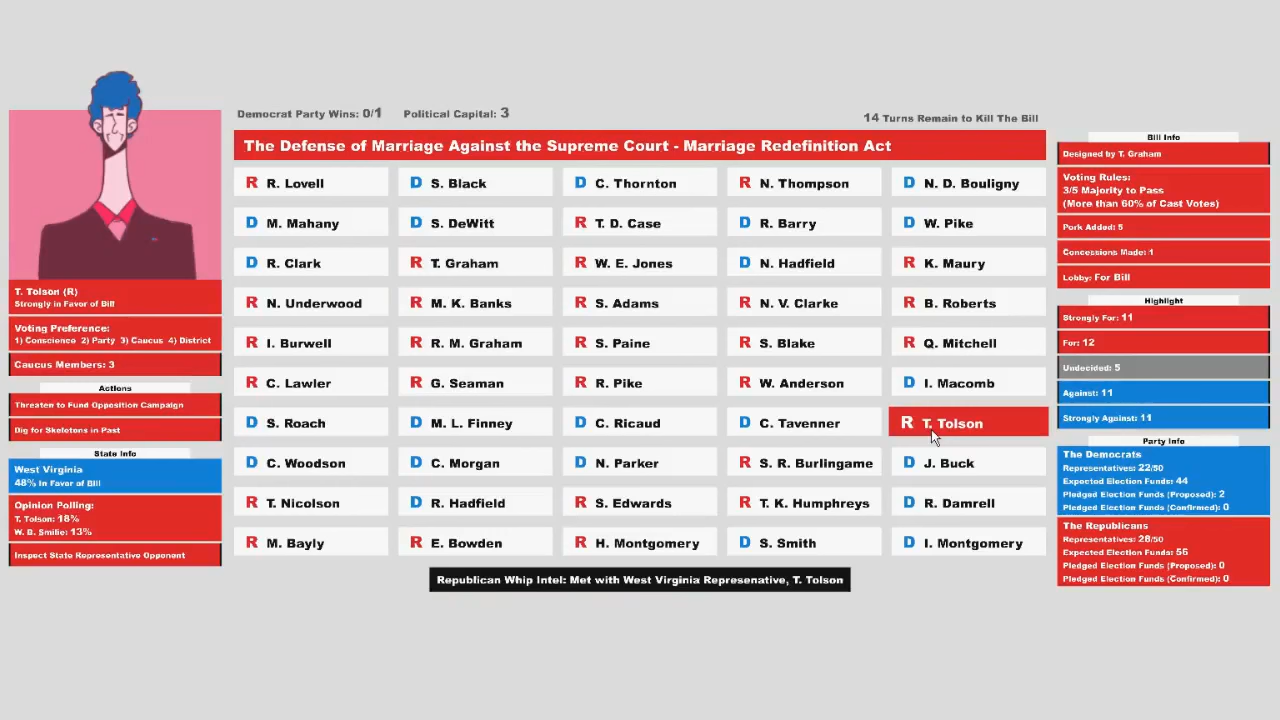 Democrat Party Wins: 0/1 Political Capital: 3 14 Turns Remain to Kill The Bill
The Defense of Marriage Against the Supreme Court - Marriage Redefinition Act
T. Tolson (R)
Strongly in Favor of Bill
Voting Preference:
1) Conscience 2) Party 3) Caucus 4) District
Caucus Members: 3
Actions
Threaten to Fund Opposition Campaign
Dig for Skeletons in Past
State Info
West Virginia
48% In Favor of Bill
Opinion Polling:
T. Tolson: 18%
W. B. Smilie: 13%
Inspect State Representative Opponent
R R. Lovell D S. Black D C. Thornton R N. Thompson D N. D. Bouligny
D M. Mahany D S. DeWitt R T. D. Case D R. Barry D W. Pike
D R. Clark R T. Graham R W. E. Jones D N. Hadfield R K. Maury
R N. Underwood R M. K. Banks R S. Adams R N. V. Clarke R B. Roberts
R I. Burwell R R. M. Graham R S. Paine R S. Blake R Q. Mitchell
R C. Lawler R G. Seaman R R. Pike R W. Anderson D I. Macomb
D S. Roach D M. L. Finney D C. Ricaud D C. Tavenner R T. Tolson
D C. Woodson D C. Morgan D N. Parker R S. R. Burlingame D J. Buck
R T. Nicolson D R. Hadfield R S. Edwards R T. K. Humphreys D R. Damrell
R M. Bayly R E. Bowden R H. Montgomery D S. Smith D I. Montgomery
Republican Whip Intel: Met with West Virginia Represenative, T. Tolson
Bill Info
Designed by T. Graham
Voting Rules:
3/5 Majority to Pass
(More than 60% of Cast Votes)
Pork Added: 5
Concessions Made: 1
Lobby: For Bill
Highlight
Strongly For: 11
For: 12
Undecided: 5
Against: 11
Strongly Against: 11
Party Info
The Democrats
Representatives: 22/50
Expected Election Funds: 44
Pledged Election Funds (Proposed): 2
Pledged Election Funds (Confirmed): 0
The Republicans
Representatives: 28/50
Expected Election Funds: 56
Pledged Election Funds (Proposed): 0
Pledged Election Funds (Confirmed): 0